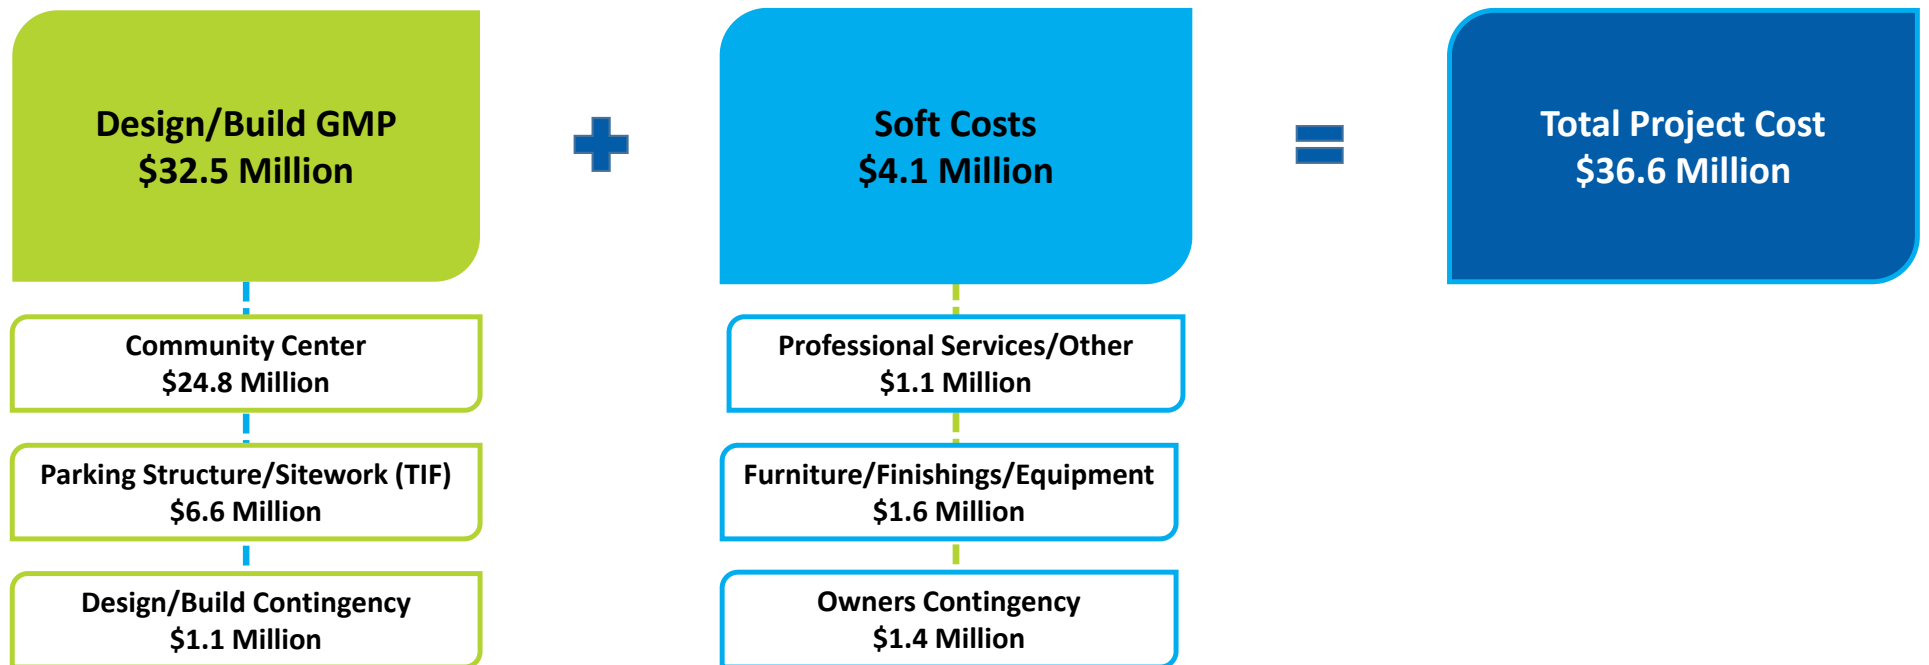 Design/Build GMP
$32.5 Million
Soft Costs
$4.1 Million
Total Project Cost
$36.6 Million
Community Center
$24.8 Million
Parking Structure/Sitework (TIF)
$6.6 Million
Design/Build Contingency
$1.1 Million
Professional Services/Other
$1.1 Million
Furniture/Finishings/Equipment
$1.6 Million
Owners Contingency
$1.4 Million